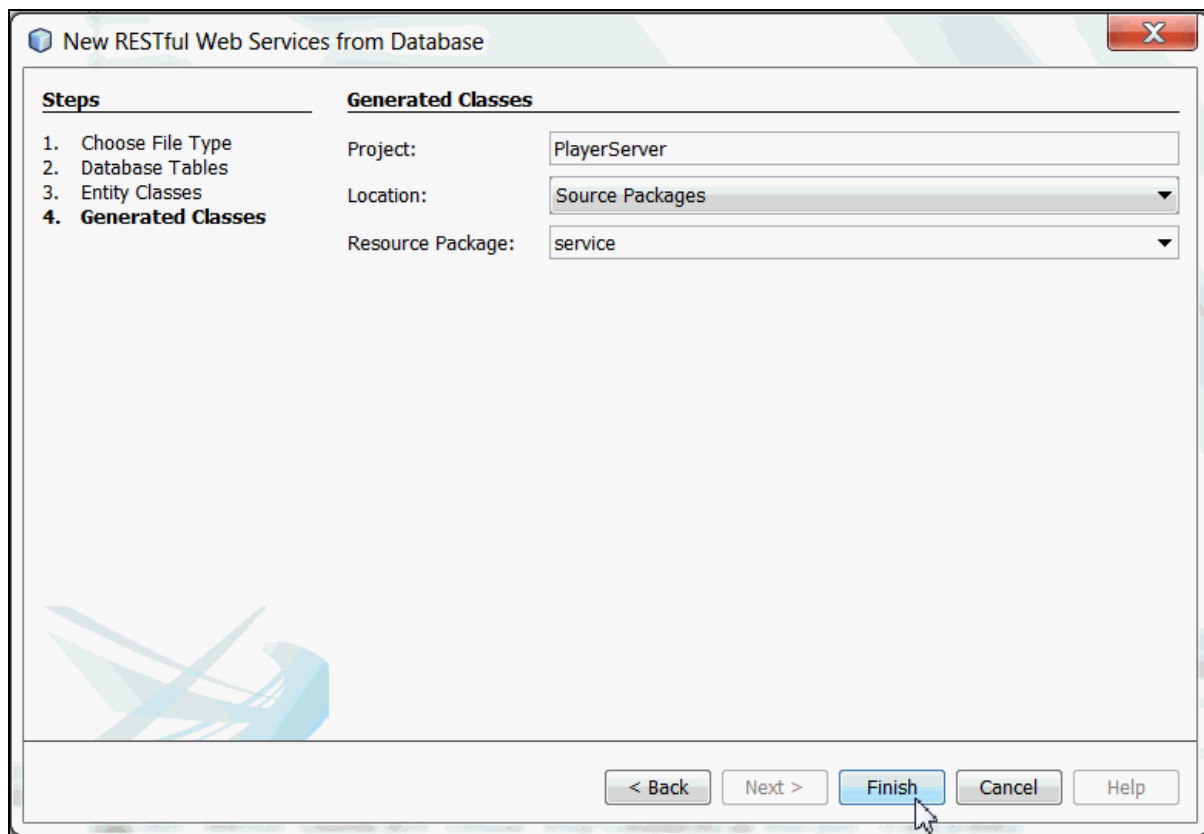 New RESTful Web Services from Database
X
Steps
1. Choose File Type
2. Database Tables
3. Entity Classes
4. Generated Classes
Generated Classes
Project: PlayerServer
Location: Source Packages
Resource Package: service
< Back Next > Finish Cancel Help